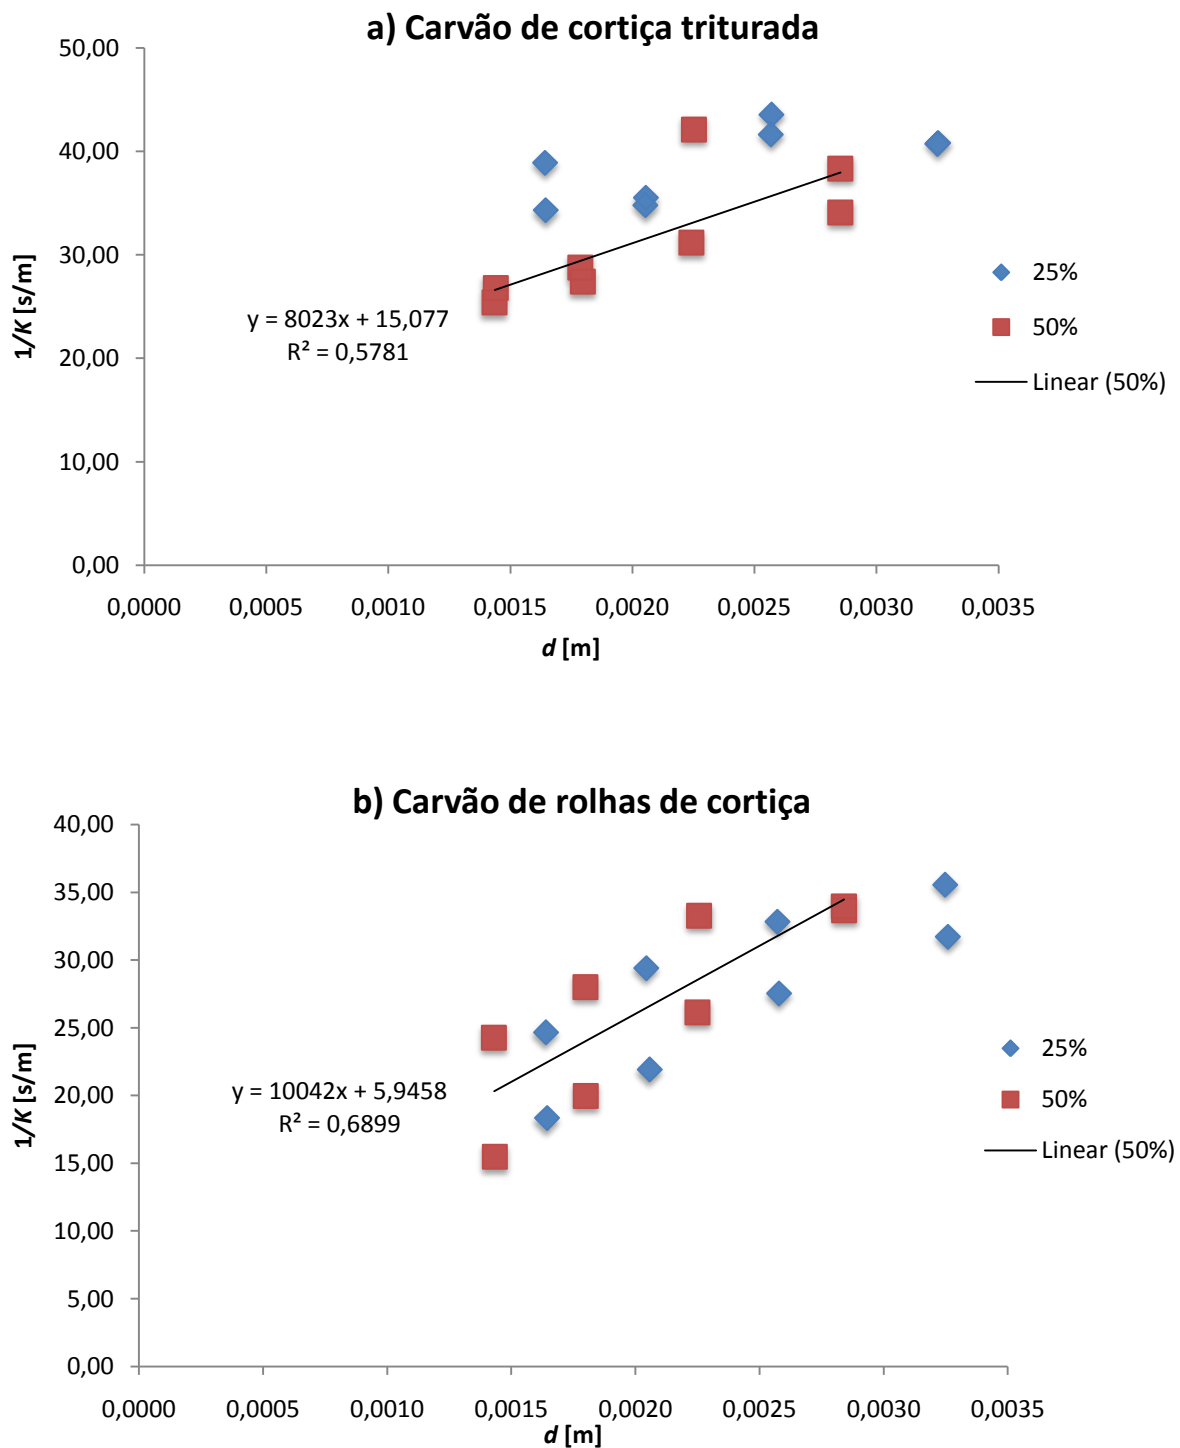 a) Carvão de cortiça triturada
50,00
40,00
30,00
20,00
10,00
0,00
1/K [s/m]
y = 8023x + 15,077
R² = 0,5781
25%
50%
Linear (50%)
0,0000 0,0005 0,0010 0,0015 0,0020 0,0025 0,0030 0,0035
d [m]
b) Carvão de rolhas de cortiça
40,00
35,00
30,00
25,00
20,00
15,00
10,00
5,00
0,00
1/K [s/m]
y = 10042x + 5,9458
R² = 0,6899
25%
50%
Linear (50%)
0,0000 0,0005 0,0010 0,0015 0,0020 0,0025 0,0030 0,0035
d [m]